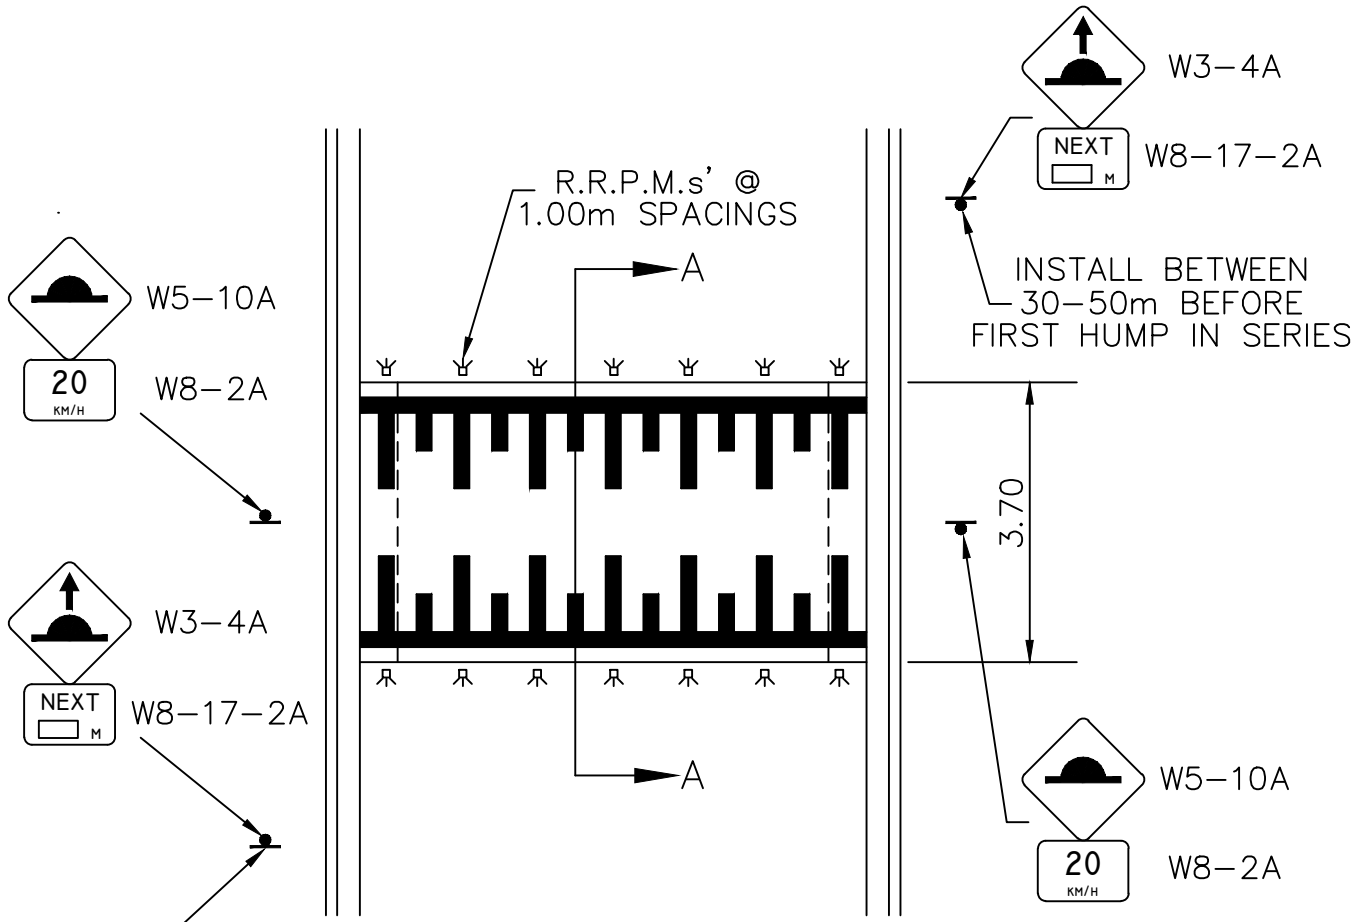 W3-4A
NEXT
M
W8-17-2A
R.R.P.M.s' @
1.00m SPACINGS
A
INSTALL BETWEEN
30-50m BEFORE
FIRST HUMP IN SERIES
W5-10A
20
KM/H
W8-2A
3.70
W3-4A
NEXT
M
W8-17-2A
A
W5-10A
20
KM/H
W8-2A